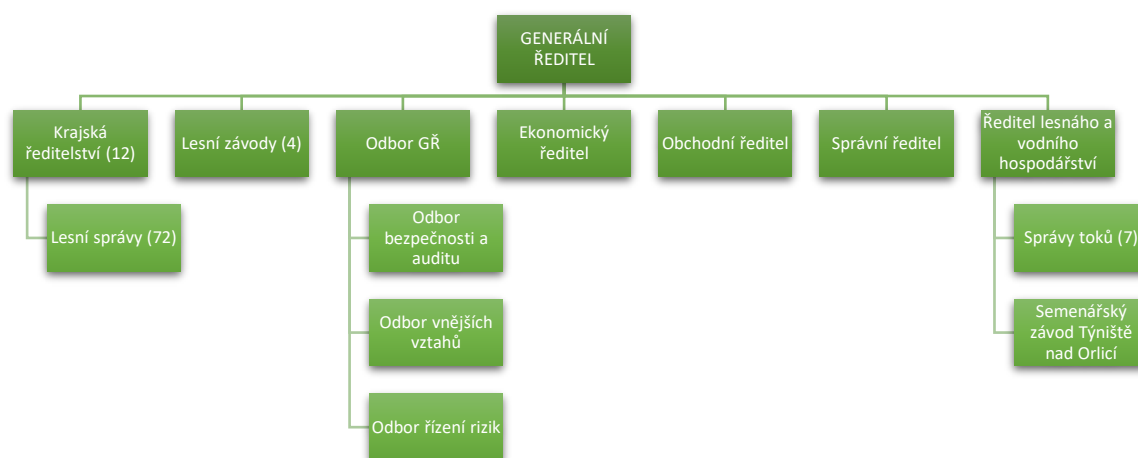 GENERÁLNÍ
ŘEDITEL
Krajská
ředitelství (12)
Lesní závody (4)
Odbor GŘ
Ekonomický
ředitel
Obchodní ředitel
Správní ředitel
Ředitel lesnáho a
vodního
hospodářství
Lesní správy (72)
Odbor
bezpečnosti a
auditu
Odbor vnějších
vztahů
Odbor řízení rizik
Správy toků (7)
Semenářský
závod Týniště
nad Orlicí